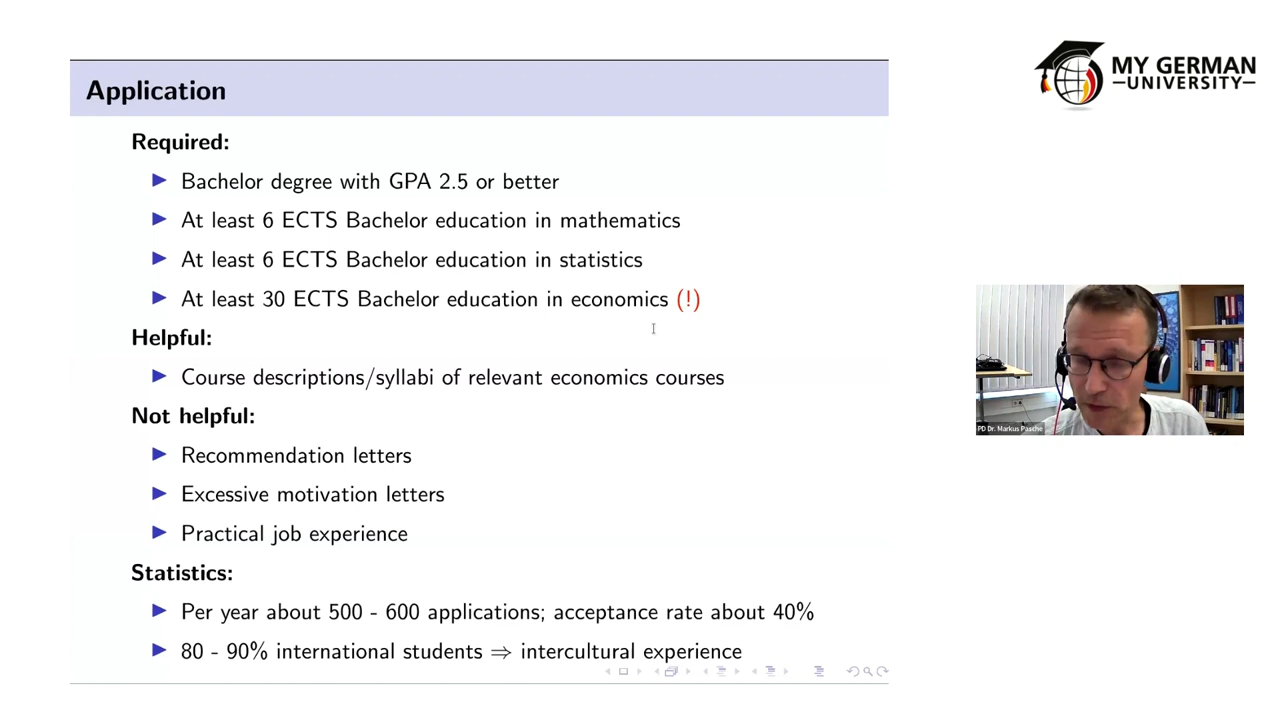 MY GERMAN
UNIVERSITY
Application
Required:
Bachelor degree with GPA 2.5 or better
At least 6 ECTS Bachelor education in mathematics
At least 6 ECTS Bachelor education in statistics
At least 30 ECTS Bachelor education in economics (!)
Helpful:
Course descriptions/syllabi of relevant economics courses
Not helpful:
Recommendation letters
Excessive motivation letters
Practical job experience
Statistics:
Per year about 500 - 600 applications; acceptance rate about 40%
80 - 90% international students ⇒ intercultural experience
PD Dr. Markus Pasche